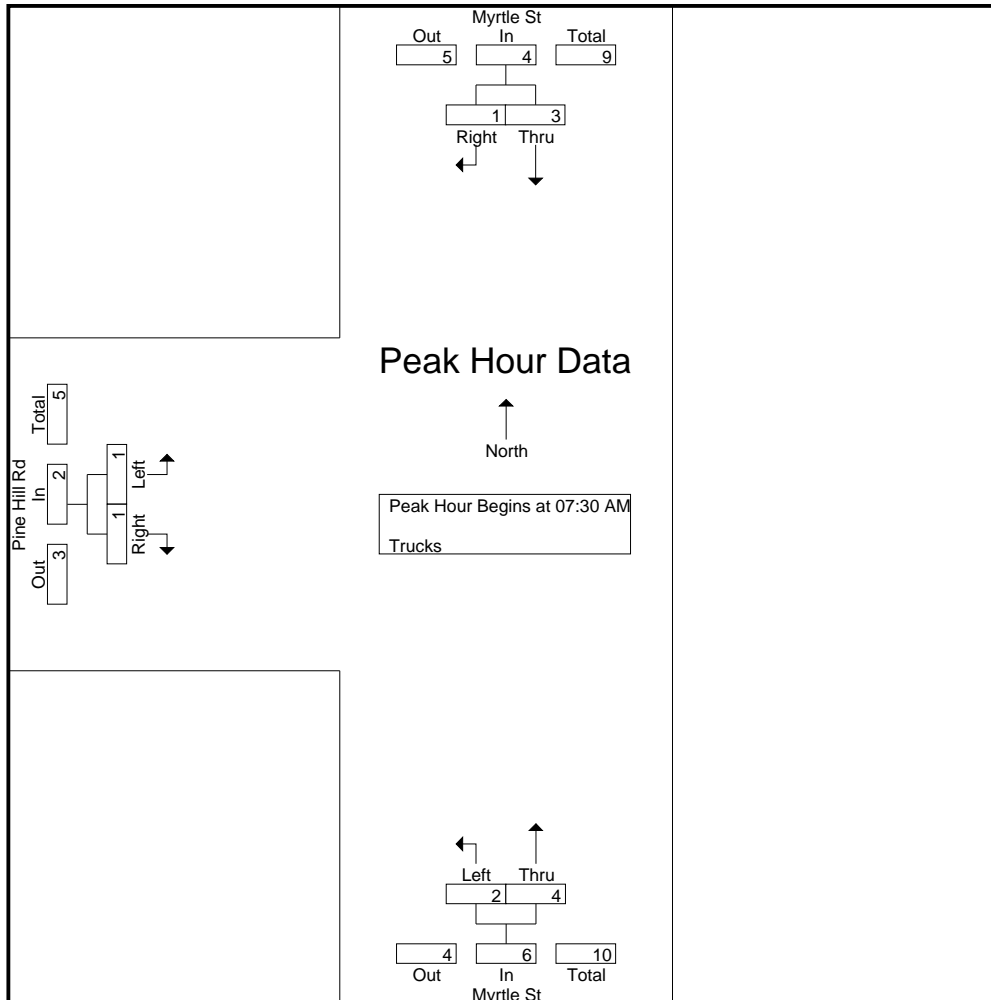 Myrtle St
Out In Total
5 4 9
1 3
Right Thru
Peak Hour Data
North
Peak Hour Begins at 07:30 AM
Trucks
Pine Hill Rd
Out In Total
3 2 5
1 1
Right Left
Left Thru
2 4
4 6 10
Out In Total
Myrtle St